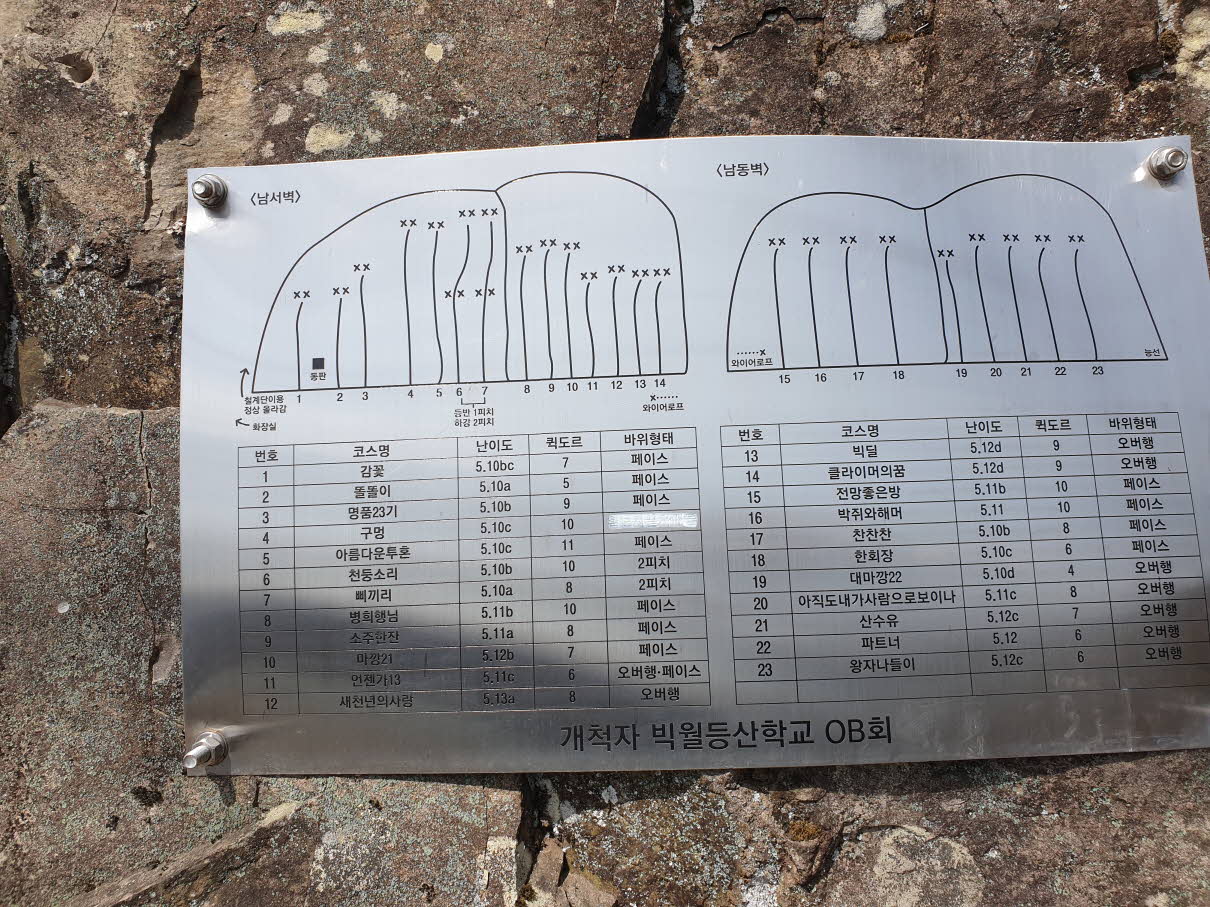 〈남서벽〉
동판
철계단이용
정상 올라감
화장실
1 2 3 4 5 6 7 8 9 10 11 12 13 14
등반 1피치
하강 2피치
와이어로프
〈남동벽〉
와이어로프
능선
15 16 17 18 19 20 21 22 23
번호 코스명 난이도 퀵도르 바위형태
1 감꽃 5.10bc 7 페이스
2 똘똘이 5.10a 5 페이스
3 명품23기 5.10b 9 페이스
4 구멍 5.10c 10
5 아름다운투혼 5.10c 11 페이스
6 천둥소리 5.10b 10 2피치
7 삐끼리 5.10a 8 2피치
8 병희행님 5.11b 10 페이스
9 소주한잔 5.11a 8 페이스
10 마깡21 5.12b 7 페이스
11 언젠가13 5.11c 6 오버행·페이스
12 새천년의사랑 5.13a 8 오버행
번호 코스명 난이도 퀵도르 바위형태
13 빅딜 5.12d 9 오버행
14 클라이머의꿈 5.12d 9 오버행
15 전망좋은방 5.11b 10 페이스
16 박쥐와해머 5.11 10 페이스
17 찬찬찬 5.10b 8 페이스
18 한회장 5.10c 6 페이스
19 대마깡22 5.10d 4 오버행
20 아직도내가사람으로보이나 5.11c 8 오버행
21 산수유 5.12c 7 오버행
22 파트너 5.12 6 오버행
23 왕자나들이 5.12c 6 오버행
개척자 빅월등산학교 OB회